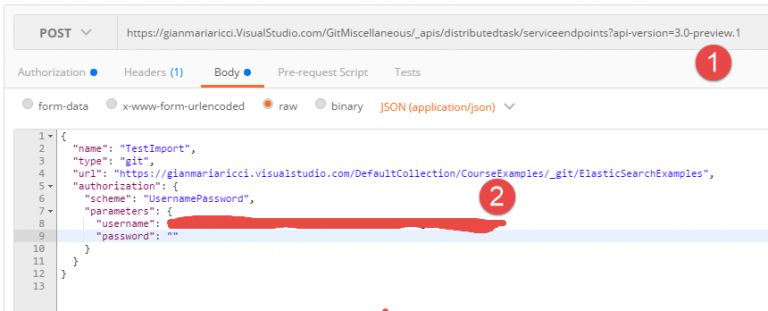 POST https://gianmariaricci.VisualStudio.com/GitMiscellaneous/_apis/distributedtask/serviceendpoints?api-version=3.0-preview.1
1
Authorization Headers (1) Body Pre-request Script Tests
form-data x-www-form-urlencoded raw binary JSON (application/json)
1 {
2 "name": "TestImport",
3 "type": "git",
4 "url": "https://gianmariaricci.visualstudio.com/DefaultCollection/CourseExamples/_git/ElasticSearchExamples",
5 "authorization": {
6 "scheme": "UsernamePassword",
2
7 "parameters": {
8 "username":
9 "password": ""
10 }
11 }
12 }
13